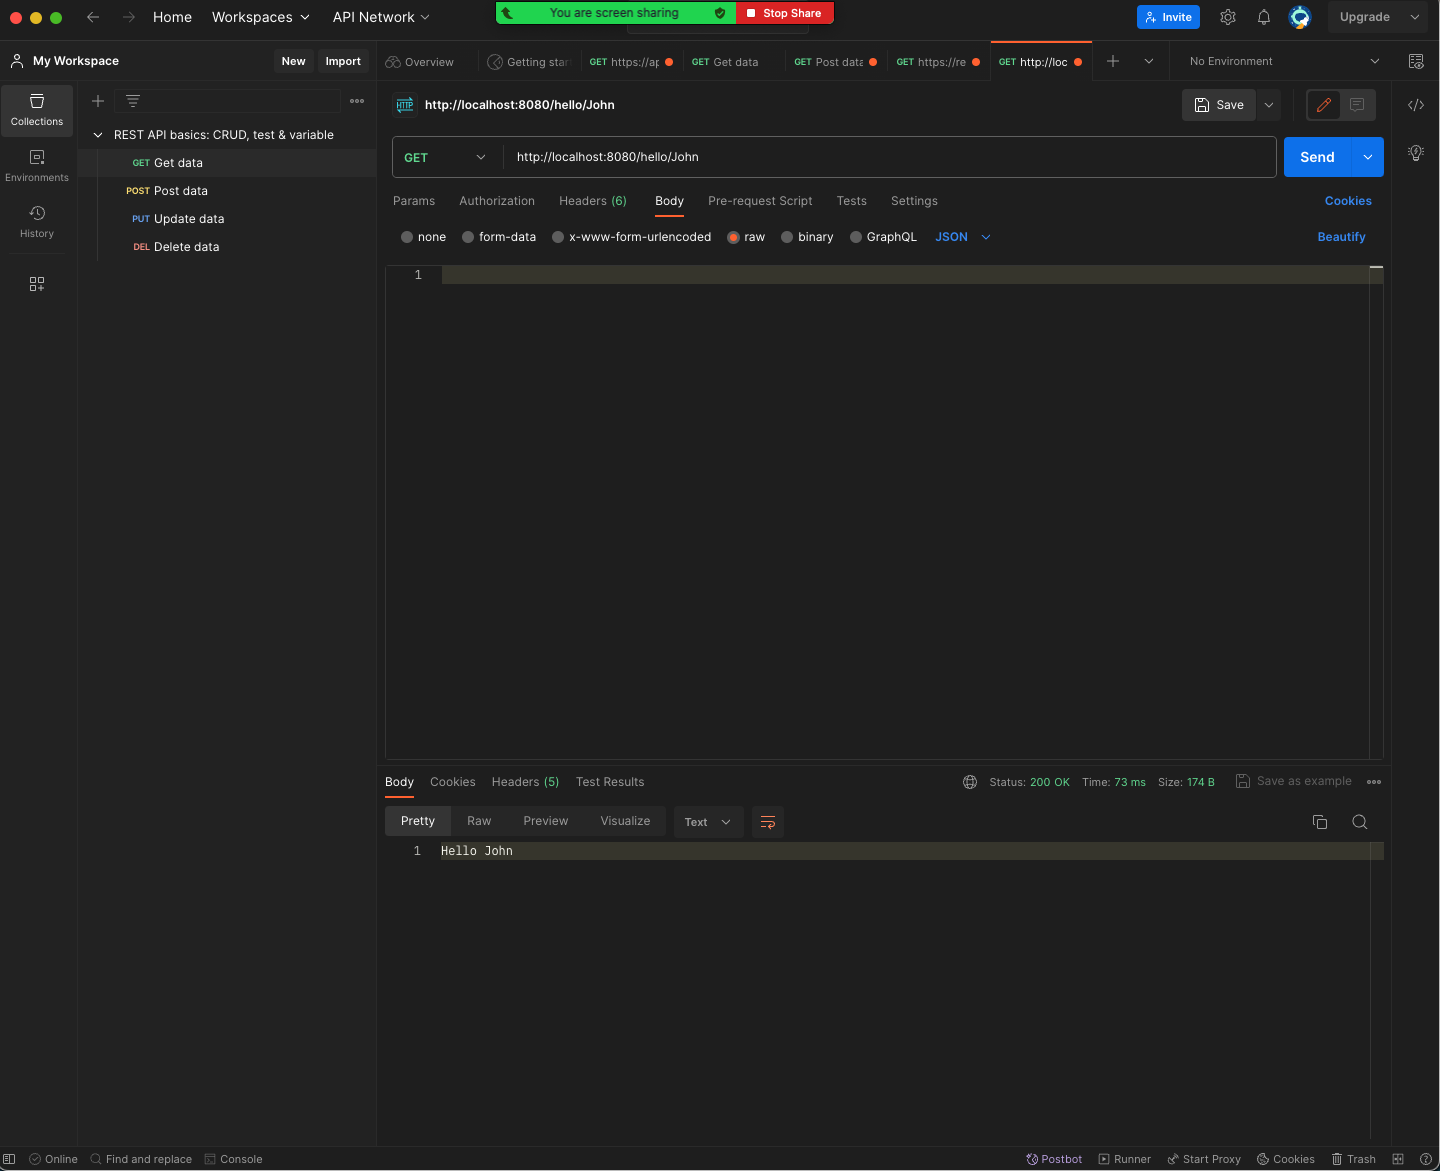 Home
Workspaces
API Network
You are screen sharing
Stop Share
Invite
Upgrade
My Workspace
New
Import
Overview
Getting star
GET https://ap
GET Get data
GET Post data
GET https://re
GET http://loc
No Environment
Collections
Environments
History
REST API basics: CRUD, test & variable
GET Get data
POST Post data
PUT Update data
DEL Delete data
HTTP http://localhost:8080/hello/John
Save
GET
http://localhost:8080/hello/John
Send
Params
Authorization
Headers (6)
Body
Pre-request Script
Tests
Settings
Cookies
none
form-data
x-www-form-urlencoded
raw
binary
GraphQL
JSON
Beautify
1
Body
Cookies
Headers (5)
Test Results
Status: 200 OK
Time: 73 ms
Size: 174 B
Save as example
Pretty
Raw
Preview
Visualize
Text
1
Hello John
Online
Find and replace
Console
Postbot
Runner
Start Proxy
Cookies
Trash